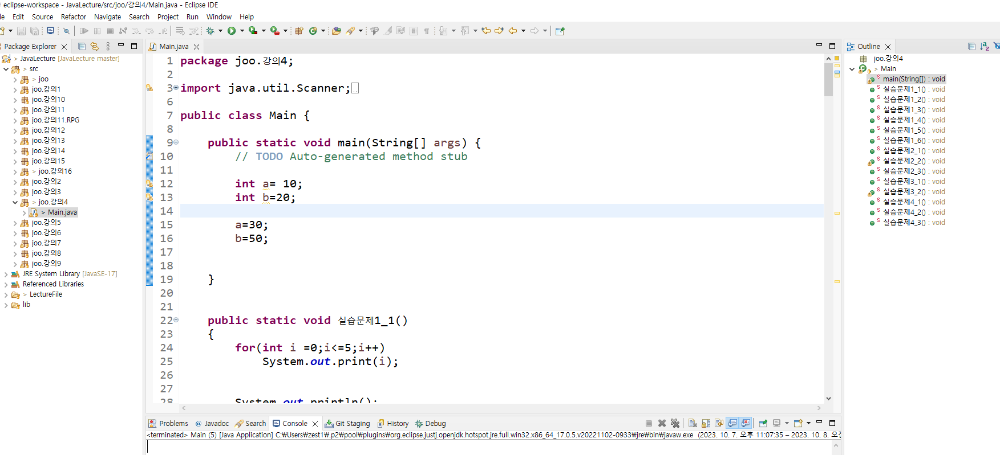 eclipse-workspace - JavaLecture/src/joo/강의4/Main.java - Eclipse IDE
Edit Source Refactor Navigate Search Project Run Window Help
Package Explorer
JavaLecture [JavaLecture master]
src
joo
joo.강의1
joo.강의10
joo.강의11
joo.강의11.RPG
joo.강의12
joo.강의13
joo.강의14
joo.강의15
joo.강의16
joo.강의2
joo.강의3
joo.강의4
Main.java
joo.강의5
joo.강의6
joo.강의7
joo.강의8
joo.강의9
JRE System Library [JavaSE-17]
Referenced Libraries
LectureFile
lib
Main.java
1 package joo.강의4;
2
3 import java.util.Scanner;
6
7 public class Main {
8
9 public static void main(String[] args) {
10 // TODO Auto-generated method stub
11
12 int a= 10;
13 int b=20;
14
15 a=30;
16 b=50;
17
18
19 }
20
21
22 public static void 실습문제1_1()
23 {
24 for(int i =0;i<=5;i++)
25 System.out.print(i);
26
27
28 System.out.println();
Outline
joo.강의4
Main
main(String[]) : void
실습문제1_1() : void
실습문제1_2() : void
실습문제1_3() : void
실습문제1_4() : void
실습문제1_5() : void
실습문제1_6() : void
실습문제2_1() : void
실습문제2_2() : void
실습문제2_3() : void
실습문제3_1() : void
실습문제3_2() : void
실습문제4_1() : void
실습문제4_2() : void
실습문제4_3() : void
Problems Javadoc Search Console Git Staging History Debug
<terminated> Main (5) [Java Application] C:₩Users₩zest1₩.p2₩pool₩plugins₩org.eclipse.justj.openjdk.hotspot.jre.full.win32.x86_64_17.0.5.v20221102-0933₩jre₩bin₩javaw.exe (2023. 10. 7. 오후 11:07:35 – 2023. 10. 8. 오전